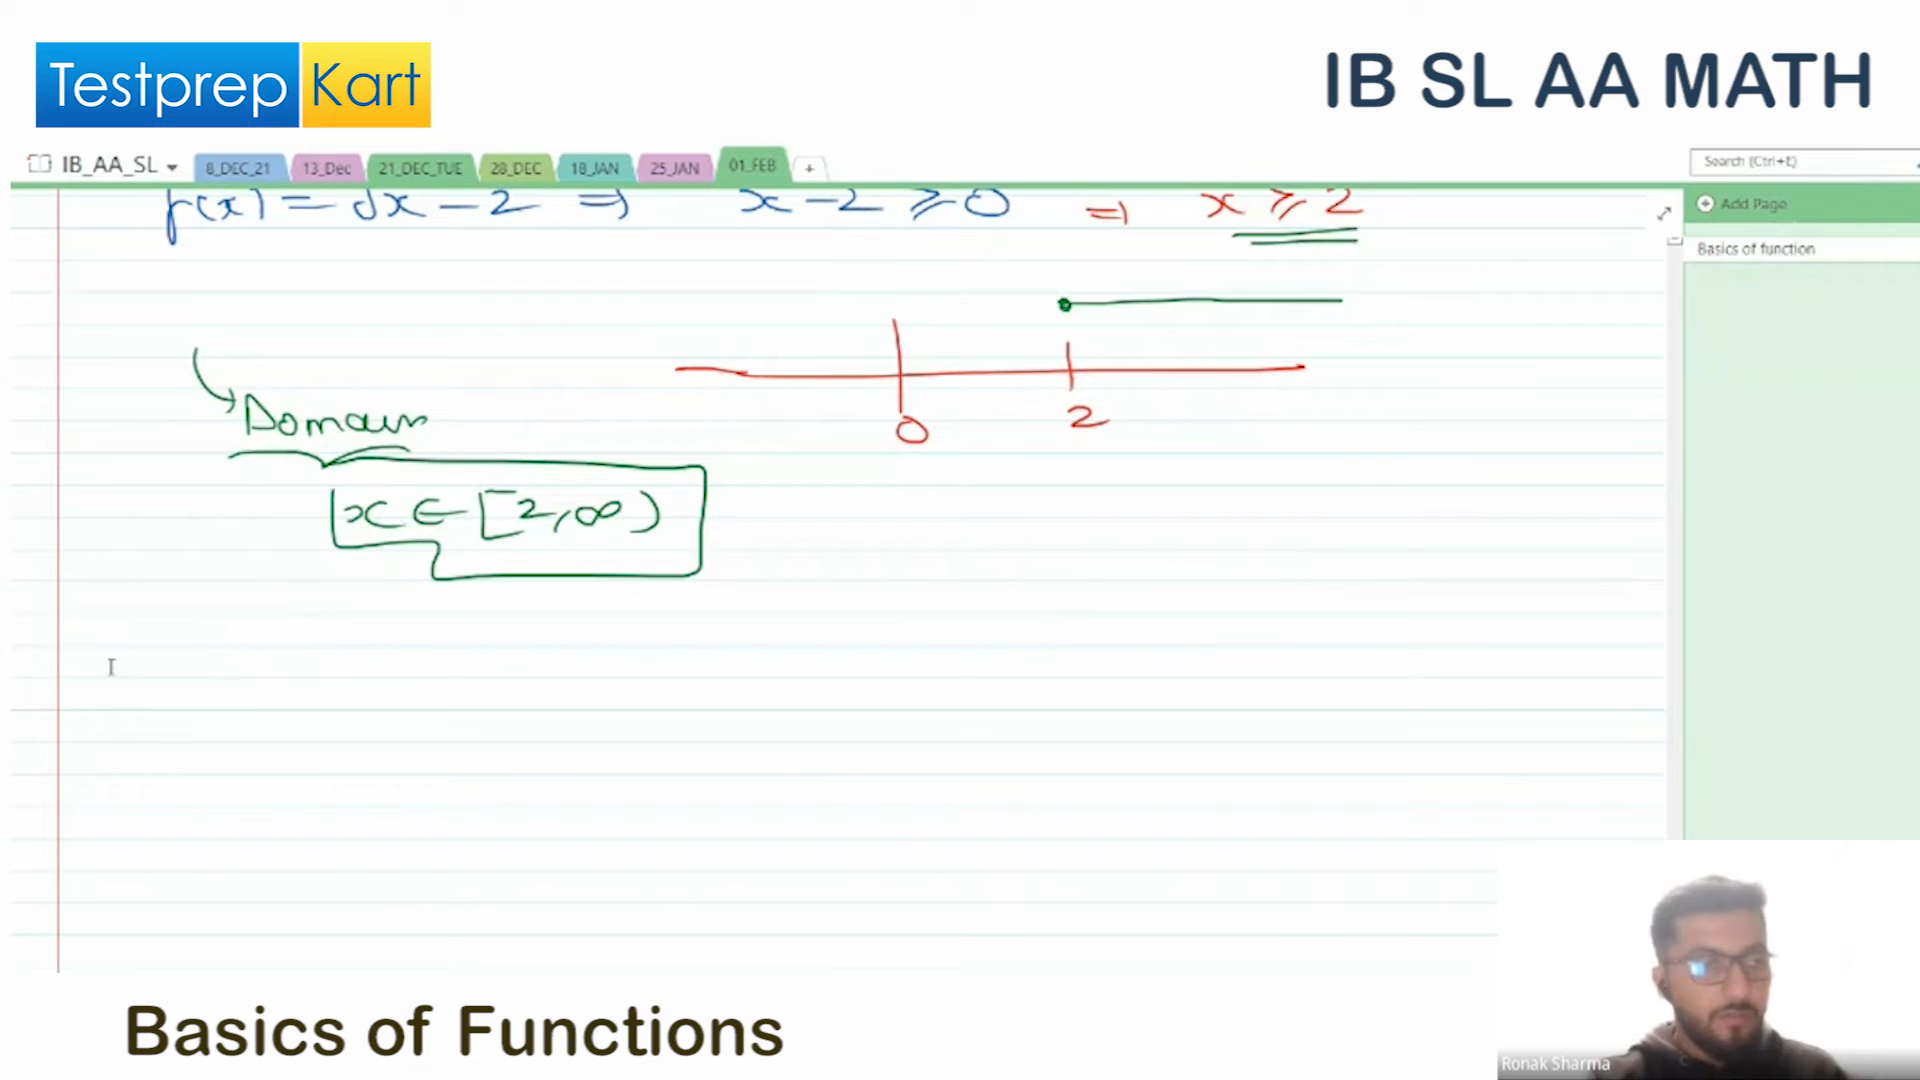 Testprep Kart
IB SL AA MATH
IB_AA_SL
8_DEC_21 13_Dec 21_DEC_TUE 28_DEC 18_JAN 25_JAN 01_FEB +
Search (Ctrl+E)
Add Page
Basics of function
f(x) = √x - 2 ⇒ x - 2 ≥ 0 ⇒ x ≥ 2
0 2
Domain
x ∈ [2, ∞)
Basics of Functions
Ronak Sharma